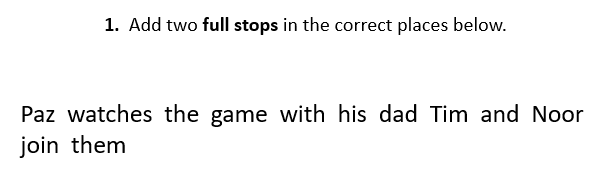 1. Add two full stops in the correct places below.
Paz watches the game with his dad Tim and Noor
join them